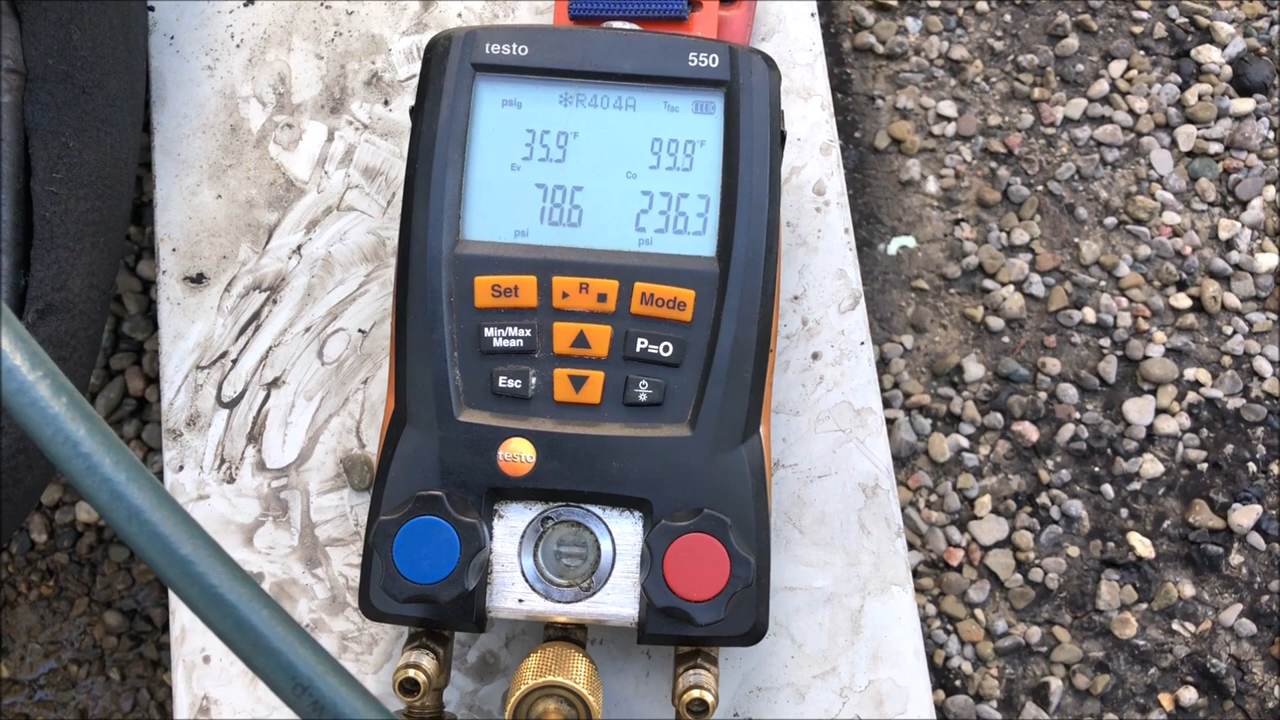 testo 550
psig ❄R404A Tfac
35.9°F 99.9°F
Ev Co
78.6 236.3
psi psi
Set ▶ R ■ Mode
Min/Max
Mean
▲ P=O
Esc ▼
testo